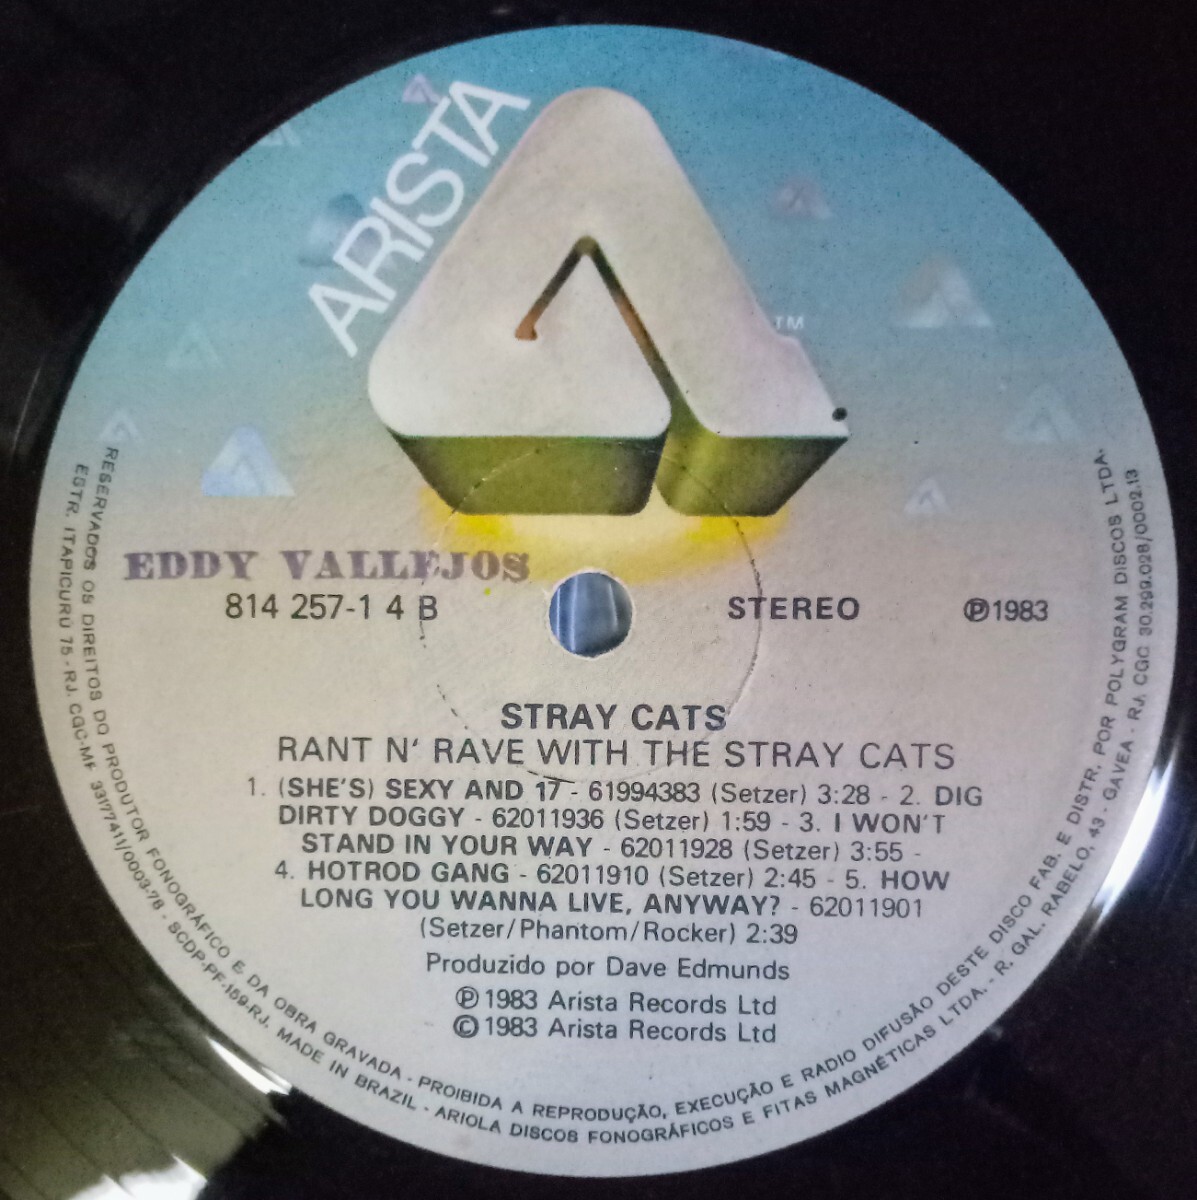 ARISTA
TM
EDDY VALLEJOS
814 257-1 4 B
STEREO
℗1983
STRAY CATS
RANT N' RAVE WITH THE STRAY CATS
1. (SHE'S) SEXY AND 17 - 61994383 (Setzer) 3:28 - 2. DIG
DIRTY DOGGY - 62011936 (Setzer) 1:59 - 3. I WON'T
STAND IN YOUR WAY - 62011928 (Setzer) 3:55 -
4. HOTROD GANG - 62011910 (Setzer) 2:45 - 5. HOW
LONG YOU WANNA LIVE, ANYWAY? - 62011901
(Setzer/Phantom/Rocker) 2:39
Produzido por Dave Edmunds
℗ 1983 Arista Records Ltd
© 1983 Arista Records Ltd
RESERVADOS OS DIREITOS DO PRODUTOR FONOGRÁFICO E DA OBRA GRAVADA - PROIBIDA A REPRODUÇÃO, EXECUÇÃO E RADIO DIFUSÃO DESTE DISCO FAB. E DISTR. POR POLYGRAM DISCOS LTDA.
ESTR. ITAPICURÚ 75 - RJ. CGC-MF 33177411/0003-78 - SCDP-PF-159-RJ. MADE IN BRAZIL - ARIOLA DISCOS FONOGRÁFICOS E FITAS MAGNÉTICAS LTDA. - R. GAL. RABELO, 43 - GAVEA - RJ. CGC 30.299.028/0002.13